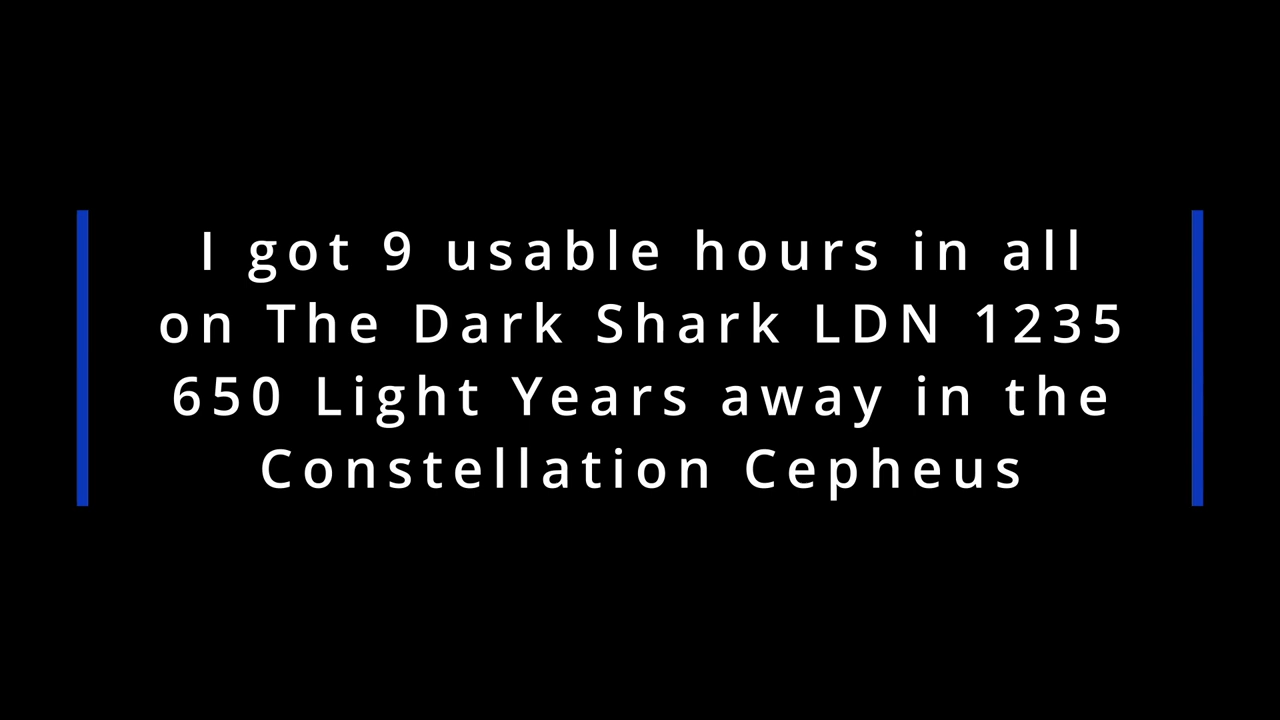 I got 9 usable hours in all
on The Dark Shark LDN 1235
650 Light Years away in the
Constellation Cepheus